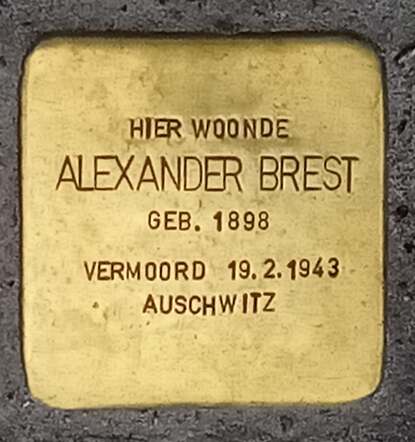 HIER WOONDE
ALEXANDER BREST
GEB. 1898
VERMOORD 19.2.1943
AUSCHWITZ